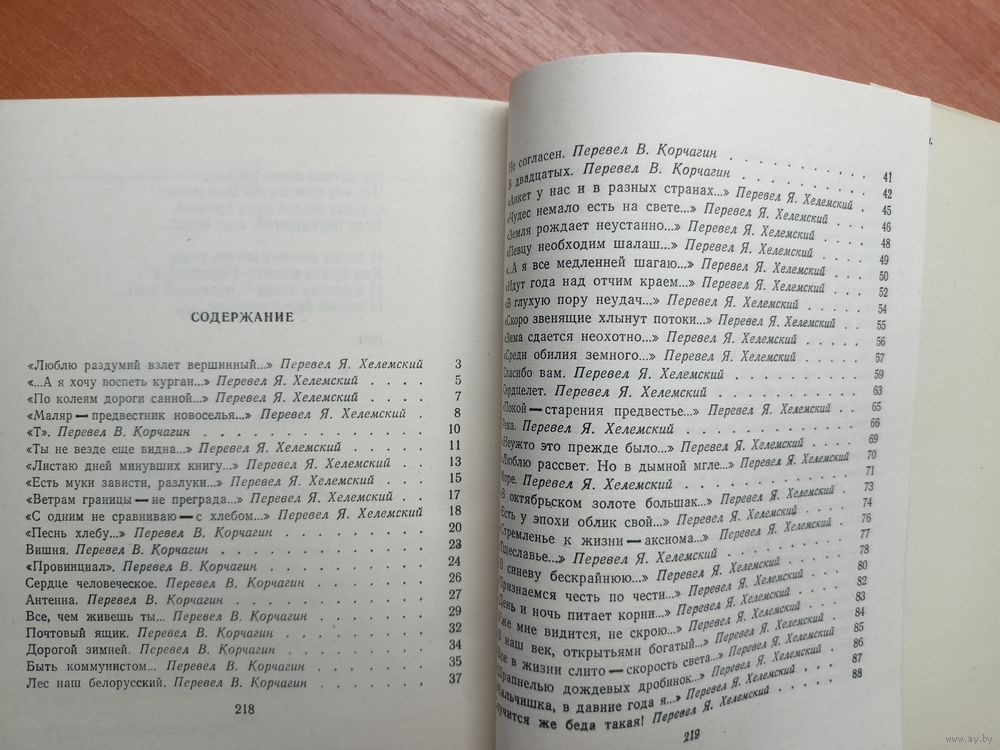 СОДЕРЖАНИЕ
«Люблю раздумий взлет вершинный...» Перевел Я. Хелемский 3
«...А я хочу воспеть курган...» Перевел Я. Хелемский . . . . 5
«По колеям дороги санной...» Перевел Я. Хелемский . . . . 7
«Маляр — предвестник новоселья...» Перевел Я. Хелемский . 8
«Т». Перевел В. Корчагин . . . . . . . . . . 10
«Ты не везде еще видна...» Перевел Я. Хелемский . . . . 11
«Листаю дней минувших книгу...» Перевел Я. Хелемский . . 13
«Есть муки зависти, разлуки...» Перевел Я. Хелемский . . . 15
«Ветрам границы — не преграда...» Перевел Я. Хелемский . . 17
«С одним не сравниваю — с хлебом...» Перевел Я. Хелемский 18
«Песнь хлебу...» Перевел В. Корчагин . . . . . . . 20
Вишня. Перевел В. Корчагин . . . . . . . . . 23
«Провинциал». Перевел В. Корчагин . . . . . . . 24
Сердце человеческое. Перевел В. Корчагин . . . . . . 26
Антенна. Перевел В. Корчагин . . . . . . . . 27
Все, чем живешь ты... Перевел В. Корчагин . . . . . . 29
Почтовый ящик. Перевел В. Корчагин . . . . . . . 32
Дорогой зимней. Перевел В. Корчагин . . . . . . . 34
Быть коммунистом... Перевел В. Корчагин . . . . . . 35
Лес наш белорусский. Перевел В. Корчагин . . . . . . 37
218
Не согласен. Перевел В. Корчагин . . . . . . . . 41
В двадцатых. Перевел В. Корчагин . . . . . . . . 42
«Анкет у нас и в разных странах...» Перевел Я. Хелемский . 45
«Чудес немало есть на свете...» Перевел Я. Хелемский . . . 46
«Земля рождает неустанно...» Перевел Я. Хелемский . . . 48
«Певцу необходим шалаш...» Перевел Я. Хелемский . . . 49
«...А я все медленней шагаю...» Перевел Я. Хелемский . . . 50
«Идут года над отчим краем...» Перевел Я. Хелемский . . . 52
«В глухую пору неудач...» Перевел Я. Хелемский . . . . 54
«Скоро звенящие хлынут потоки...» Перевел Я. Хелемский . . 55
«Зима сдается неохотно...» Перевел Я. Хелемский . . . . 56
«Среди обилия земного...» Перевел Я. Хелемский . . . . 57
Спасибо вам. Перевел Я. Хелемский . . . . . . . 59
Сердцелет. Перевел Я. Хелемский . . . . . . . . 63
«Покой — старения предвестье...» Перевел Я. Хелемский . . 65
Река. Перевел Я. Хелемский . . . . . . . . . 66
«Неужто это прежде было...» Перевел Я. Хелемский . . . 69
«Люблю рассвет. Но в дымной мгле...» Перевел Я. Хелемский . 70
Море. Перевел Я. Хелемский . . . . . . . . . 71
«В октябрьском золоте большак...» Перевел Я. Хелемский . . 73
«Есть у эпохи облик свой...» Перевел Я. Хелемский . . . 74
«Стремленье к жизни — аксиома...» Перевел Я. Хелемский . . 76
«Тщеславье...» Перевел Я. Хелемский . . . . . . . 77
«В синеву бескрайнюю...» Перевел Я. Хелемский . . . . 78
«Признаемся честь по чести...» Перевел Я. Хелемский . . . 80
«День и ночь питает корни...» Перевел Я. Хелемский . . . 82
«Уже мне видится, не скрою...» Перевел Я. Хелемский . . . 83
«В наш век, открытьями богатый...» Перевел Я. Хелемский . . 84
«Все в жизни слито — скорость света...» Перевел Я. Хелемский . 85
«Шрапнелью дождевых дробинок...» Перевел Я. Хелемский . . 86
«Мальчишка, в давние года я...» Перевел Я. Хелемский . . 87
Случится же беда такая! Перевел Я. Хелемский . . . . 88
219
www.ay.by